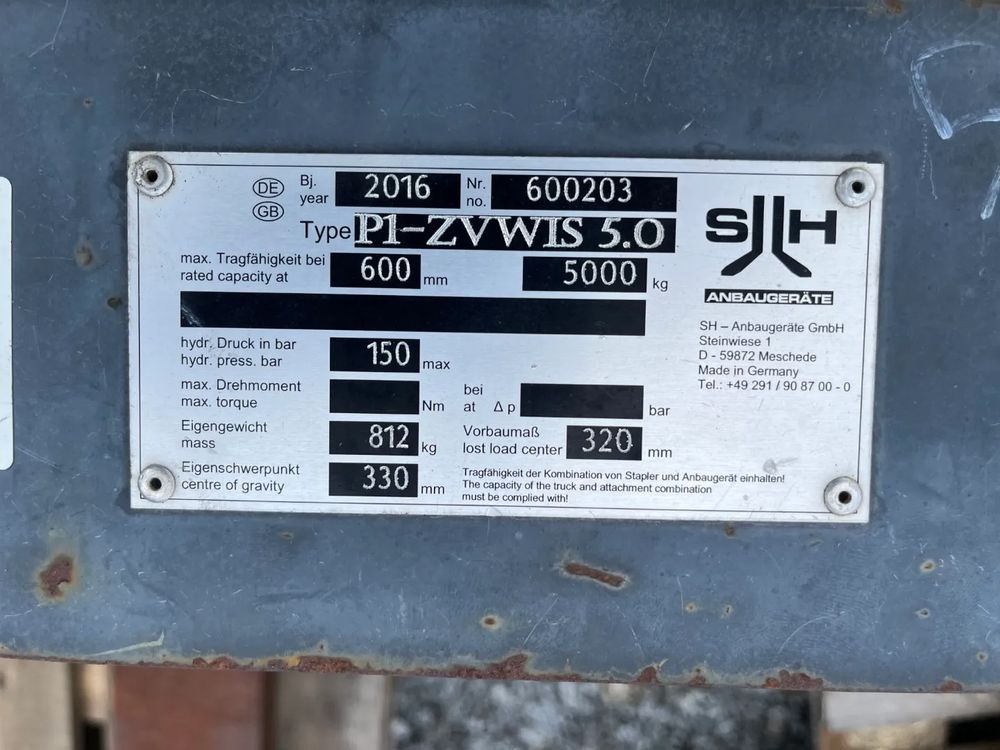 DE Bj. 2016 Nr. 600203
GB year no.
Type P1-ZVWIS 5.0
max. Tragfähigkeit bei
rated capacity at 600 mm 5000 kg
hydr. Druck in bar
hydr. press. bar 150 max
max. Drehmoment bei
max. torque Nm at Δp bar
Eigengewicht Vorbaumaß
mass 812 kg lost load center 320 mm
Eigenschwerpunkt
centre of gravity 330 mm
Tragfähigkeit der Kombination von Stapler und Anbaugerät einhalten!
The capacity of the truck and attachment combination
must be complied with!
SH
ANBAUGERÄTE
SH – Anbaugeräte GmbH
Steinwiese 1
D - 59872 Meschede
Made in Germany
Tel.: +49 291 / 90 87 00 - 0